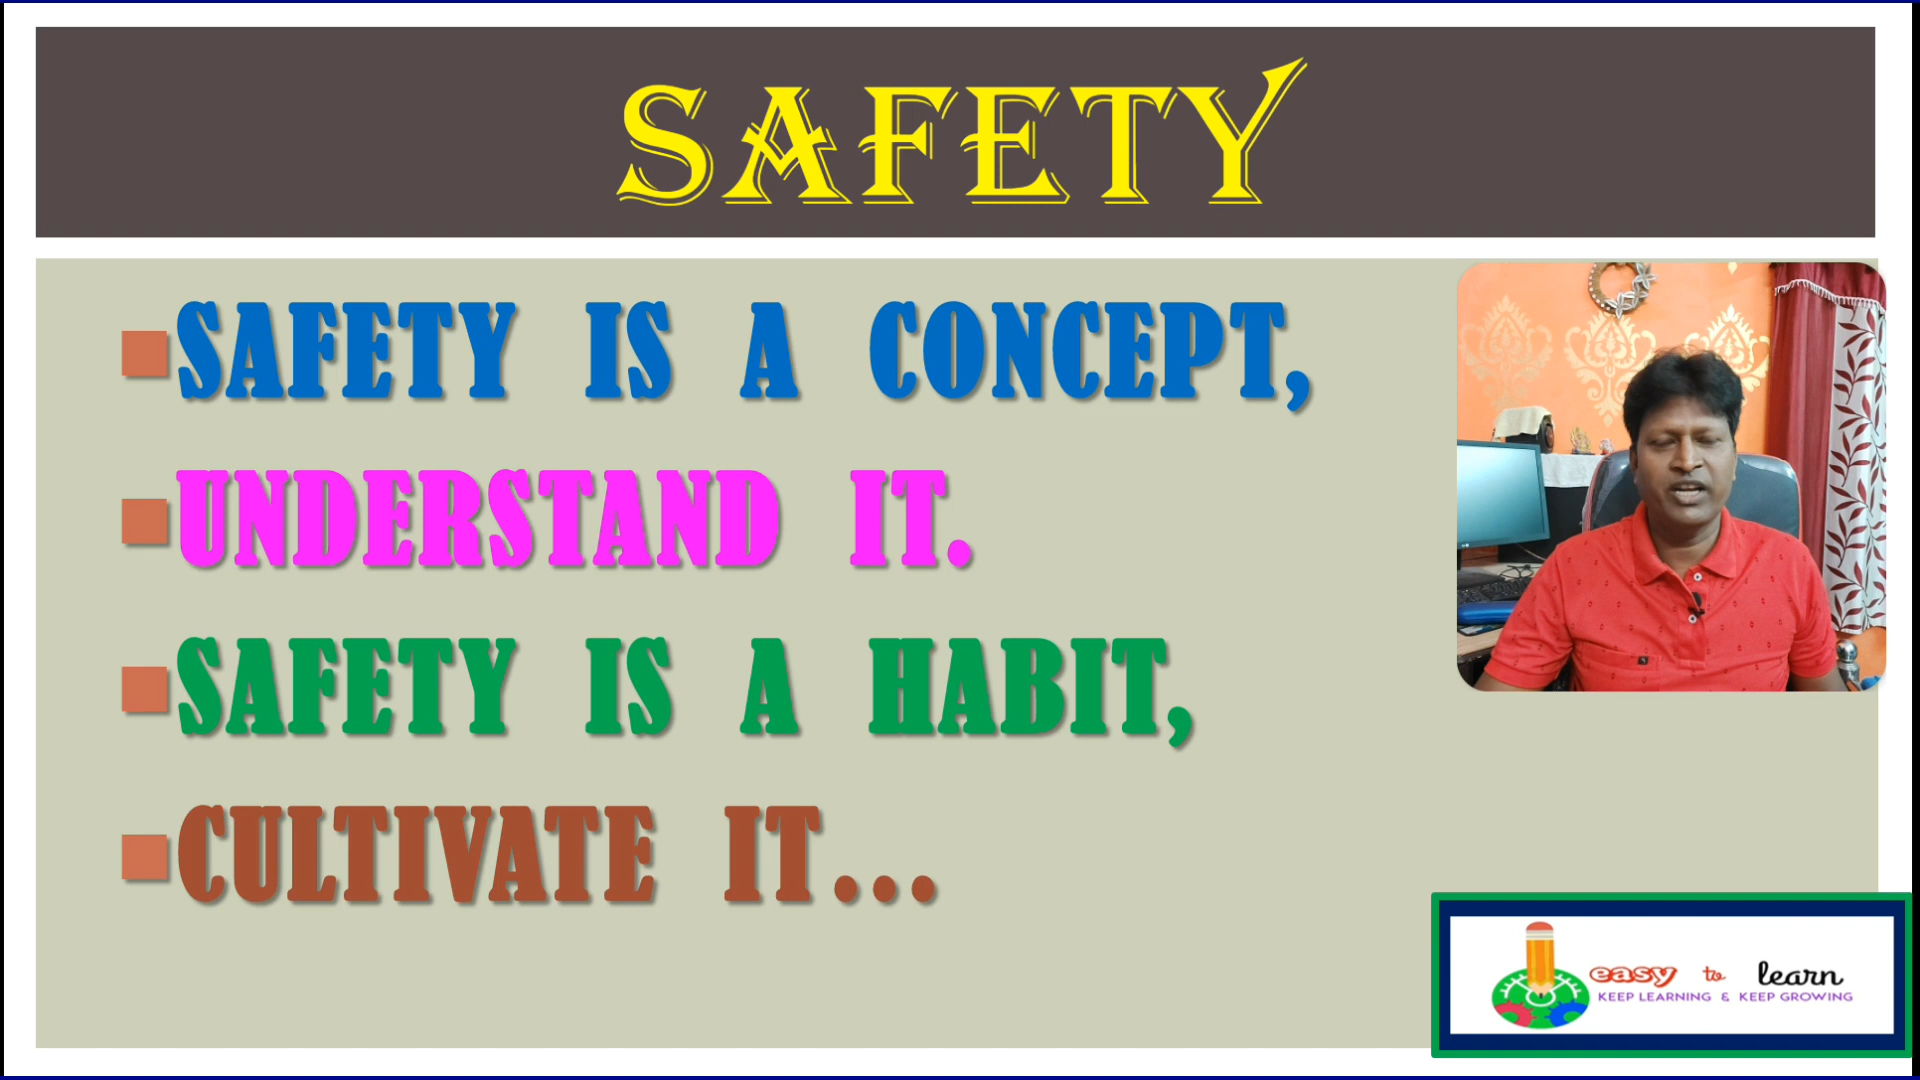 SAFETY
SAFETY IS A CONCEPT,
UNDERSTAND IT.
SAFETY IS A HABIT,
CULTIVATE IT...
easy to learn
KEEP LEARNING & KEEP GROWING